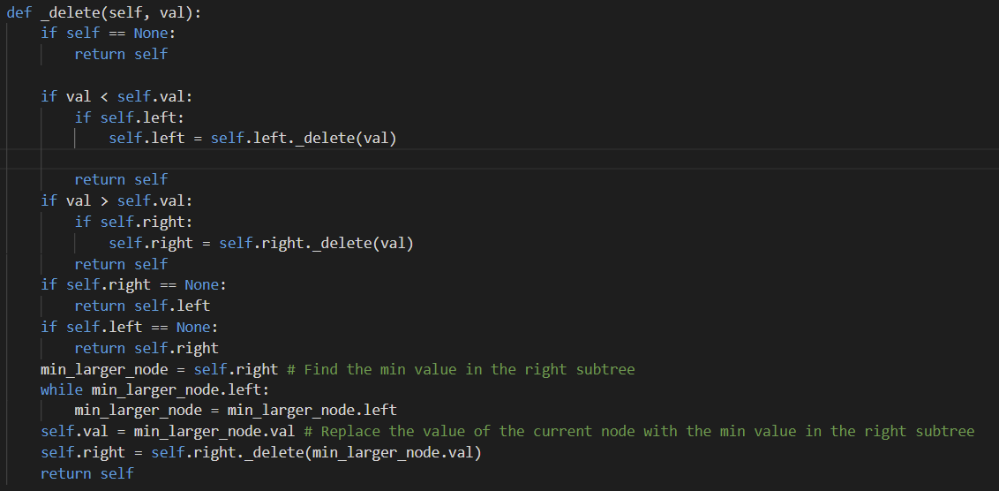 def _delete(self, val):
    if self == None:
        return self
    if val < self.val:
        if self.left:
            self.left = self.left._delete(val)
        return self
    if val > self.val:
        if self.right:
            self.right = self.right._delete(val)
        return self
    if self.right == None:
        return self.left
    if self.left == None:
        return self.right
    min_larger_node = self.right # Find the min value in the right subtree
    while min_larger_node.left:
        min_larger_node = min_larger_node.left
    self.val = min_larger_node.val # Replace the value of the current node with the min value in the right subtree
    self.right = self.right._delete(min_larger_node.val)
    return self